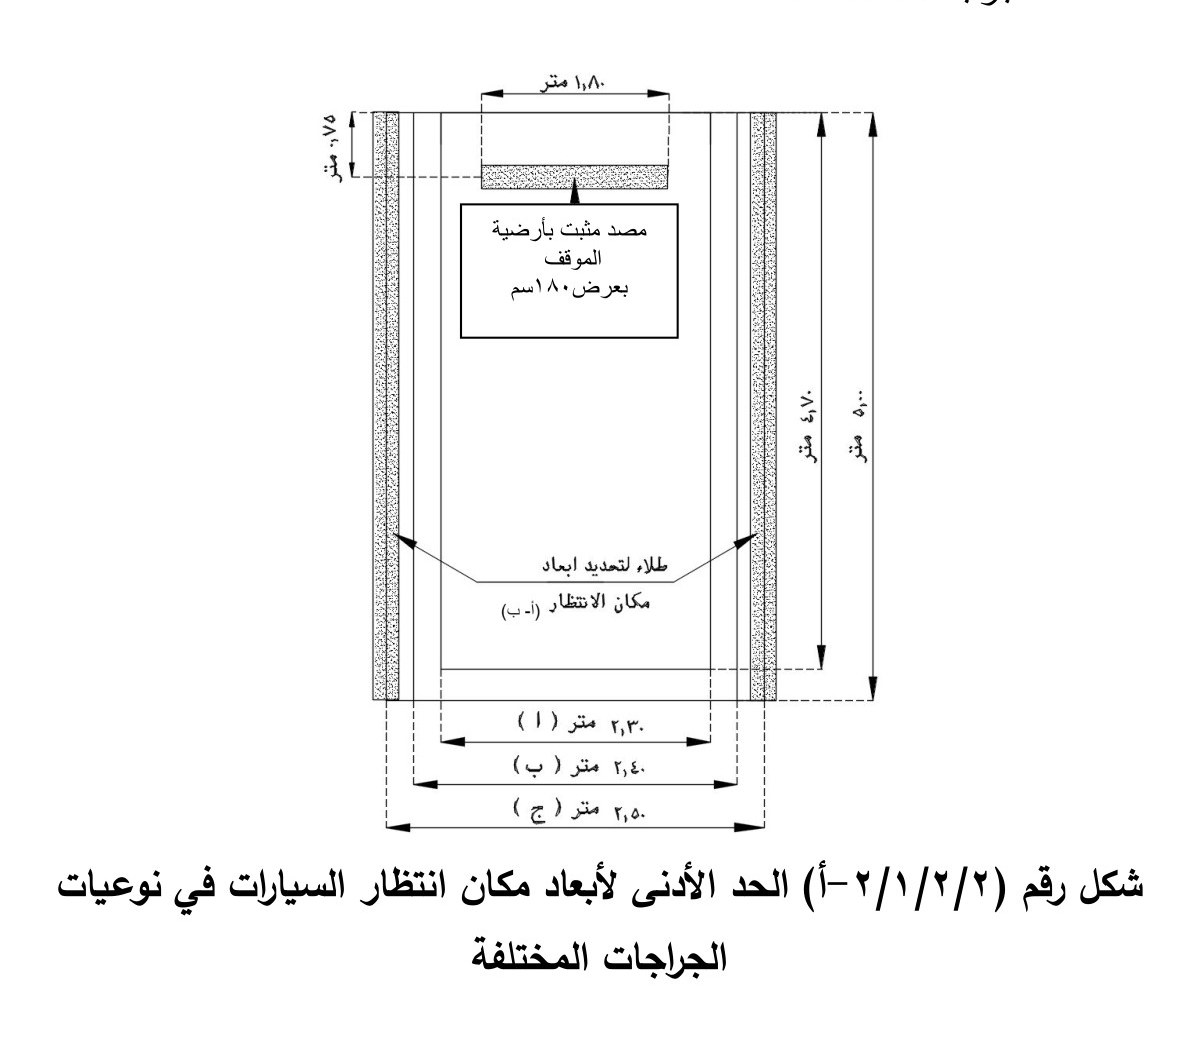 ١,٨٠ متر
٠,٧٥ متر
مصد مثبت بأرضية
الموقف
بعرض١٨٠سم
٤,٧٠ متر
٥,٠٠ متر
طلاء لتحديد ابعاد
مكان الانتظار (أ- ب)
٢,٣٠ متر ( ا )
٢,٤٠ متر ( ب )
٢,٥٠ متر ( ج )
شكل رقم (٢/١/٢/٢-أ) الحد الأدنى لأبعاد مكان انتظار السيارات في نوعيات
الجراجات المختلفة